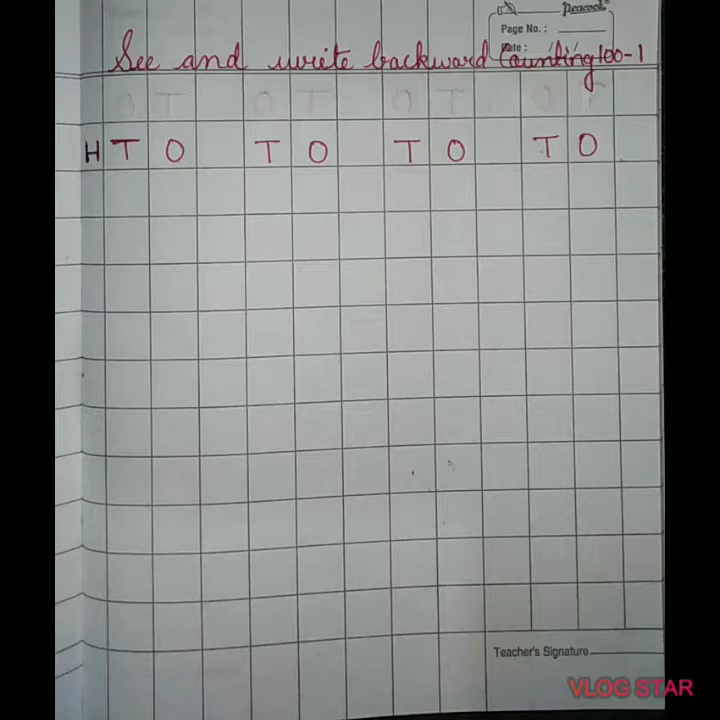 Peacock
Page No. :
Date :
See and write backward Counting 100-1
O T O T O T
H T O T O T O T O
Teacher's Signature
VLOG STAR